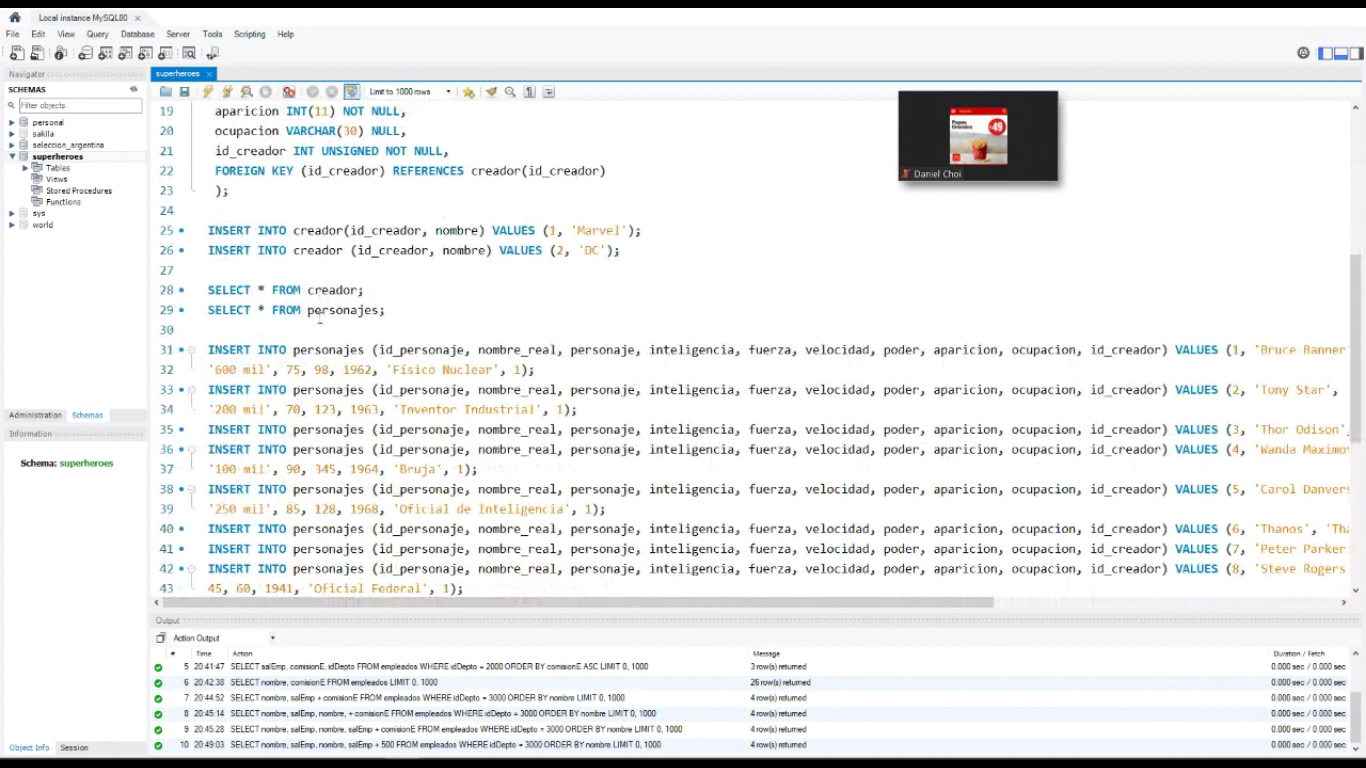 Local instance MySQL80
File Edit View Query Database Server Tools Scripting Help
Navigator
SCHEMAS
Filter objects
personal
sakila
seleccion_argentina
superheroes
Tables
Views
Stored Procedures
Functions
sys
world
Administration Schemas
Information
Schema: superheroes
Object Info Session
superheroes
Limit to 1000 rows
19 aparicion INT(11) NOT NULL,
20 ocupacion VARCHAR(30) NULL,
21 id_creador INT UNSIGNED NOT NULL,
22 FOREIGN KEY (id_creador) REFERENCES creador(id_creador)
23 );
24
25 INSERT INTO creador(id_creador, nombre) VALUES (1, 'Marvel');
26 INSERT INTO creador (id_creador, nombre) VALUES (2, 'DC');
27
28 SELECT * FROM creador;
29 SELECT * FROM personajes;
30
31 INSERT INTO personajes (id_personaje, nombre_real, personaje, inteligencia, fuerza, velocidad, poder, aparicion, ocupacion, id_creador) VALUES (1, 'Bruce Banner
32 '600 mil', 75, 98, 1962, 'Físico Nuclear', 1);
33 INSERT INTO personajes (id_personaje, nombre_real, personaje, inteligencia, fuerza, velocidad, poder, aparicion, ocupacion, id_creador) VALUES (2, 'Tony Star',
34 '200 mil', 70, 123, 1963, 'Inventor Industrial', 1);
35 INSERT INTO personajes (id_personaje, nombre_real, personaje, inteligencia, fuerza, velocidad, poder, aparicion, ocupacion, id_creador) VALUES (3, 'Thor Odison'
36 INSERT INTO personajes (id_personaje, nombre_real, personaje, inteligencia, fuerza, velocidad, poder, aparicion, ocupacion, id_creador) VALUES (4, 'Wanda Maximo
37 '100 mil', 90, 345, 1964, 'Bruja', 1);
38 INSERT INTO personajes (id_personaje, nombre_real, personaje, inteligencia, fuerza, velocidad, poder, aparicion, ocupacion, id_creador) VALUES (5, 'Carol Danvers
39 '250 mil', 85, 128, 1968, 'Oficial de Inteligencia', 1);
40 INSERT INTO personajes (id_personaje, nombre_real, personaje, inteligencia, fuerza, velocidad, poder, aparicion, ocupacion, id_creador) VALUES (6, 'Thanos', 'Tha
41 INSERT INTO personajes (id_personaje, nombre_real, personaje, inteligencia, fuerza, velocidad, poder, aparicion, ocupacion, id_creador) VALUES (7, 'Peter Parker
42 INSERT INTO personajes (id_personaje, nombre_real, personaje, inteligencia, fuerza, velocidad, poder, aparicion, ocupacion, id_creador) VALUES (8, 'Steve Rogers
43 45, 60, 1941, 'Oficial Federal', 1);
Papas
Grandes
$49
Daniel Choi
Output
Action Output
# Time Action Message Duration / Fetch
5 20:41:47 SELECT salEmp, comisionE, idDepto FROM empleados WHERE idDepto = 2000 ORDER BY comisionE ASC LIMIT 0, 1000 3 row(s) returned 0.000 sec / 0.000 sec
6 20:42:38 SELECT nombre, comisionE FROM empleados LIMIT 0, 1000 26 row(s) returned 0.000 sec / 0.000 sec
7 20:44:52 SELECT nombre, salEmp + comisionE FROM empleados WHERE idDepto = 3000 ORDER BY nombre LIMIT 0, 1000 4 row(s) returned 0.000 sec / 0.000 sec
8 20:45:14 SELECT nombre, salEmp, nombre, + comisionE FROM empleados WHERE idDepto = 3000 ORDER BY nombre LIMIT 0, 1000 4 row(s) returned 0.000 sec / 0.000 sec
9 20:45:28 SELECT nombre, salEmp, nombre, salEmp + comisionE FROM empleados WHERE idDepto = 3000 ORDER BY nombre LIMIT 0, 1000 4 row(s) returned 0.000 sec / 0.000 sec
10 20:49:03 SELECT nombre, salEmp, nombre, salEmp + 500 FROM empleados WHERE idDepto = 3000 ORDER BY nombre LIMIT 0, 1000 4 row(s) returned 0.000 sec / 0.000 sec